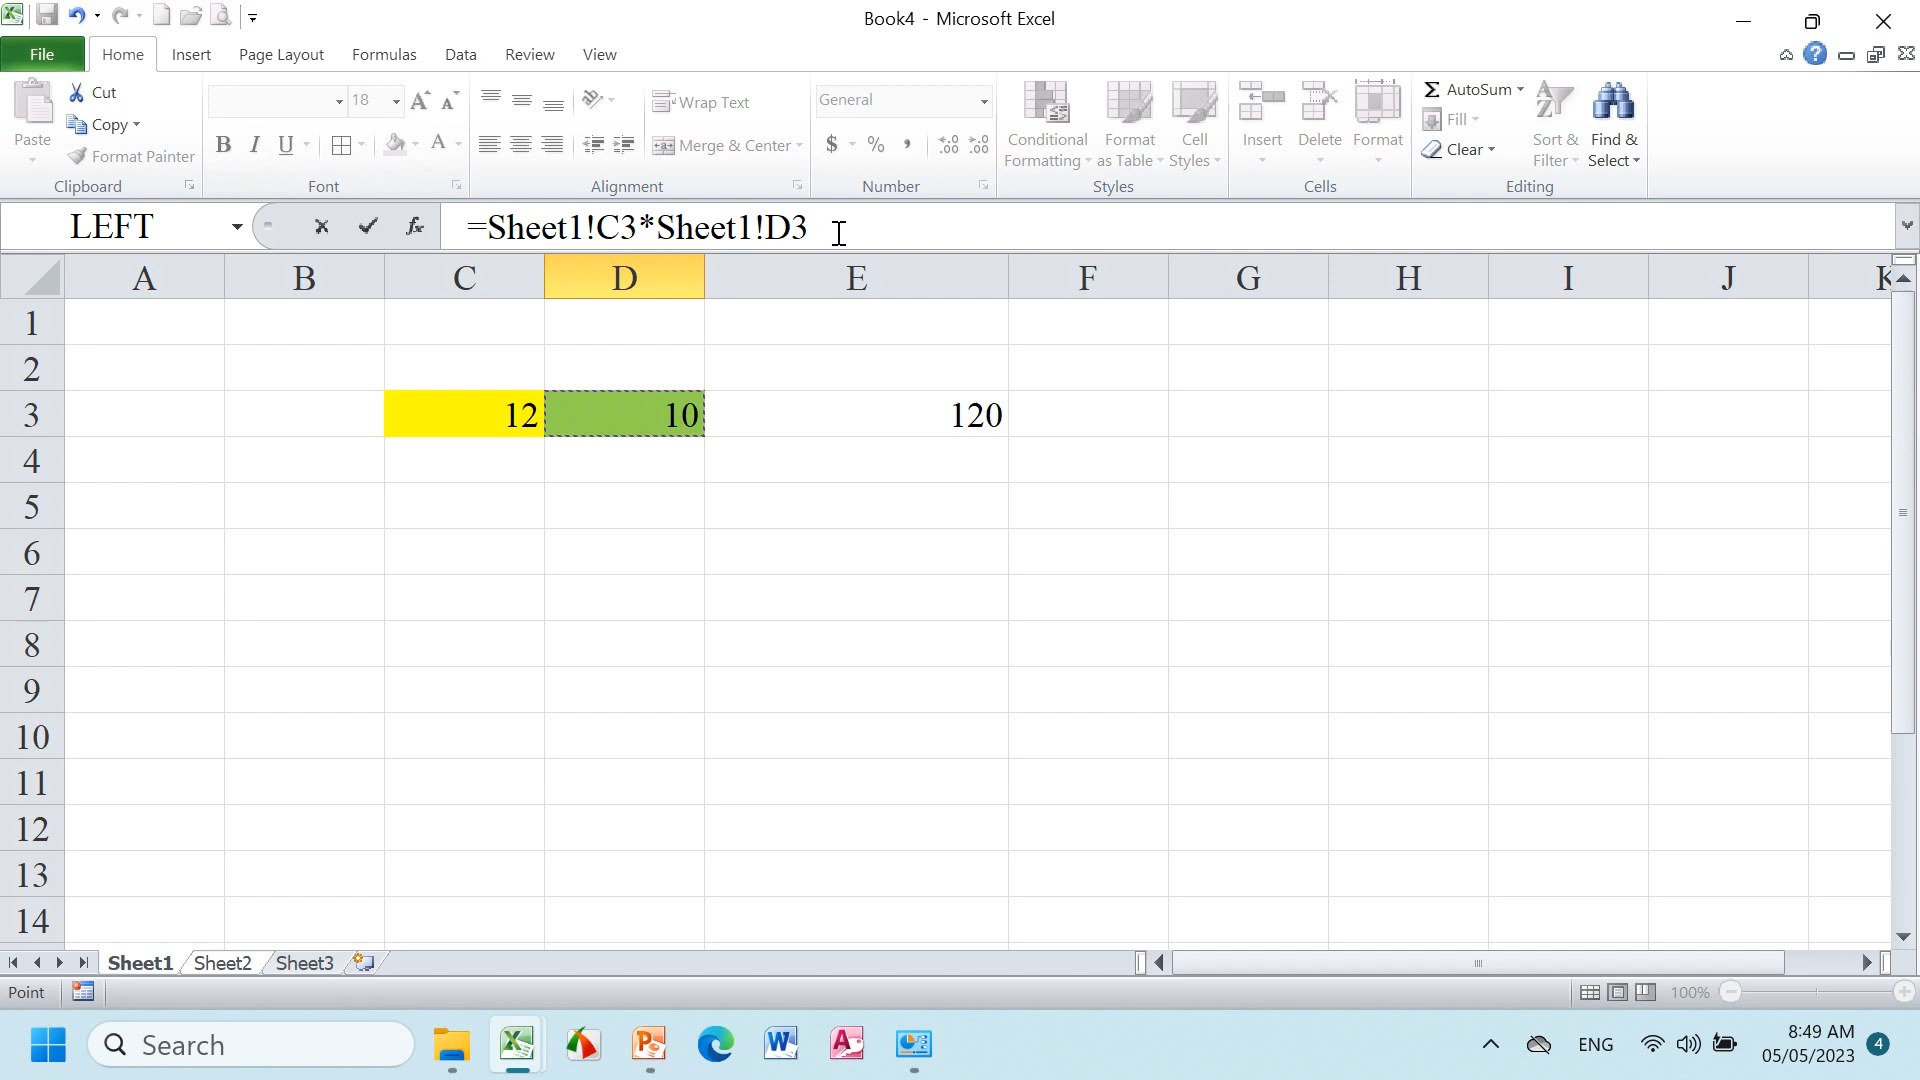 Book4 - Microsoft Excel
File Home Insert Page Layout Formulas Data Review View
Paste
Cut
Copy
Format Painter
Clipboard
18
B I U
Font
Wrap Text
Merge & Center
Alignment
General
$ % ,
Number
Conditional Formatting
Format as Table
Cell Styles
Styles
Insert
Delete
Format
Cells
AutoSum
Fill
Clear
Sort & Filter
Find & Select
Editing
LEFT
=Sheet1!C3*Sheet1!D3
A B C D E F G H I J K
1
2
3 12 10 120
4
5
6
7
8
9
10
11
12
13
14
Sheet1 Sheet2 Sheet3
Point 100%
Search
ENG
8:49 AM
05/05/2023
4